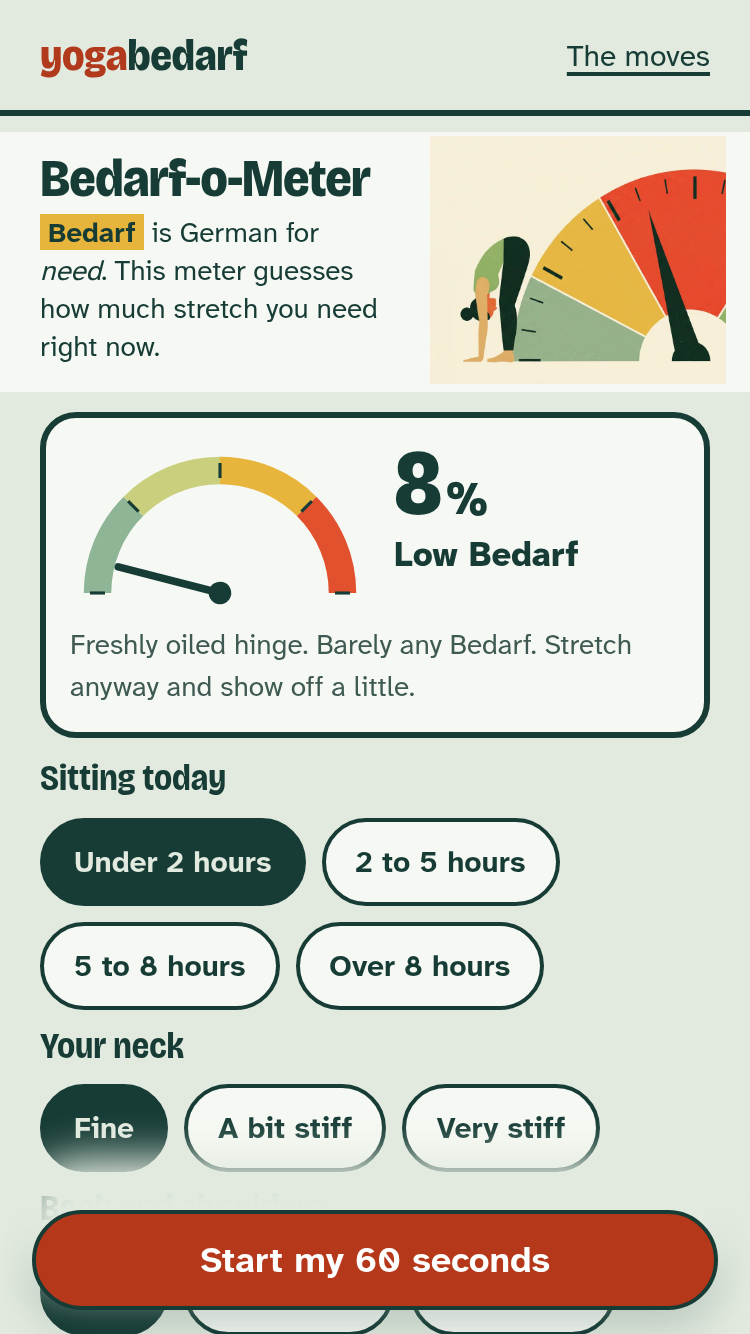 yogabedarf
The moves
Bedarf-o-Meter
Bedarf is German for
need. This meter guesses
how much stretch you need
right now.
8%
Low Bedarf
Freshly oiled hinge. Barely any Bedarf. Stretch
anyway and show off a little.
Sitting today
Under 2 hours
2 to 5 hours
5 to 8 hours
Over 8 hours
Your neck
Fine
A bit stiff
Very stiff
Start my 60 seconds